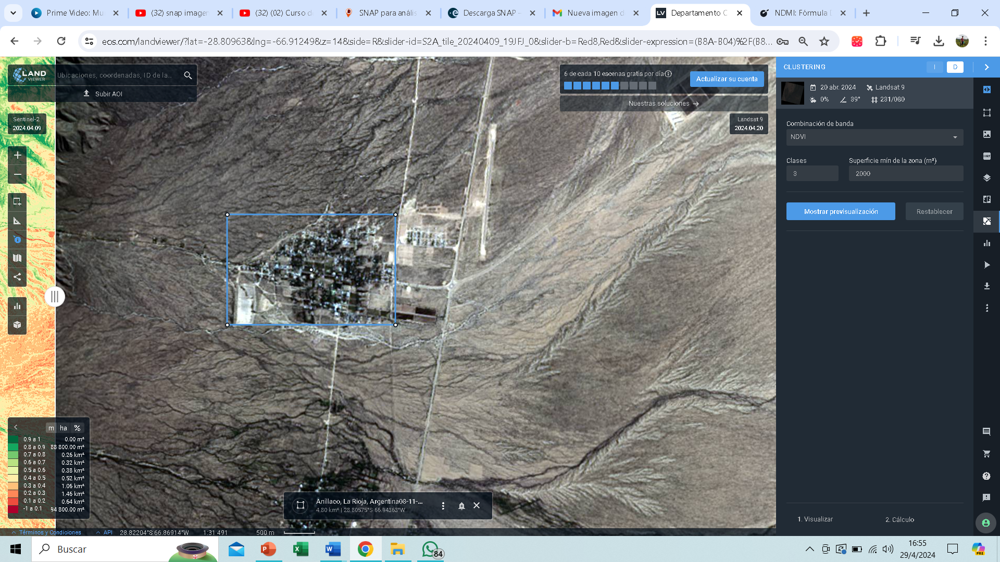 Prime Video: Mu
(32) snap imagen
(32) (02) Curso d
SNAP para anális
Descarga SNAP –
Nueva imagen d
Departamento C
NDMI: Fórmula
eos.com/landviewer/?lat=-28.80963&lng=-66.91249&z=14&side=R&slider-id=S2A_tile_20240409_19JFJ_0&slider-b=Red8,Red&slider-expression=(B8A-B04)%2F(B8...
LAND VIEWER
Ubicaciones, coordenadas, ID de la...
Subir AOI
6 de cada 10 escenas gratis por día
Actualizar su cuenta
Nuestras soluciones →
Sentinel-2
2024.04.09
Landsat 9
2024.04.20
CLUSTERING
I D
20 abr. 2024 Landsat 9
0% 39° 231/080
Combinación de banda
NDVI
Clases Superficie mín de la zona (m²)
3 2000
Mostrar previsualización Restablecer
m ha %
0.9 a 1 0.00 m²
0.8 a 0.9 88 800.00 m²
0.7 a 0.8 0.26 km²
0.6 a 0.7 0.32 km²
0.5 a 0.6 0.38 km²
0.4 a 0.5 0.52 km²
0.3 a 0.4 1.06 km²
0.2 a 0.3 1.46 km²
0.1 a 0.2 0.64 km²
-1 a 0.1 94 800.00 m²
Anillaco, La Rioja, Argentina08-11-...
4.80 km² | 28.80575°S 66.94363°W
1. Visualizar 2. Cálculo
Términos y Condiciones API 28.82204°S 66.86914°W 1:31 491 500 m
Buscar
84
16:55
29/4/2024
PRE